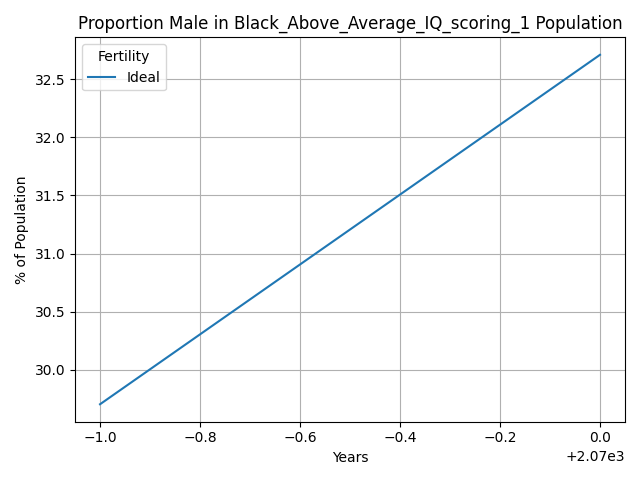 Proportion Male in Black_Above_Average_IQ_scoring_1 Population
Fertility
Ideal
% of Population
32.5
32.0
31.5
31.0
30.5
30.0
−1.0 −0.8 −0.6 −0.4 −0.2 0.0
+2.07e3
Years